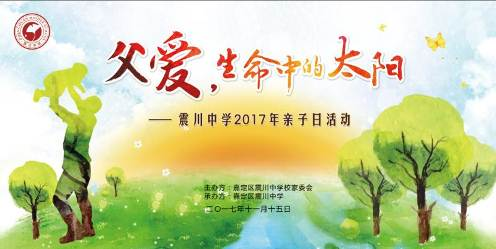 父爱，生命中的太阳
—— 震川中学2017年亲子日活动
主办方：嘉定区震川中学校家委会
承办方：嘉定区震川中学
二〇一七年十一月十五日